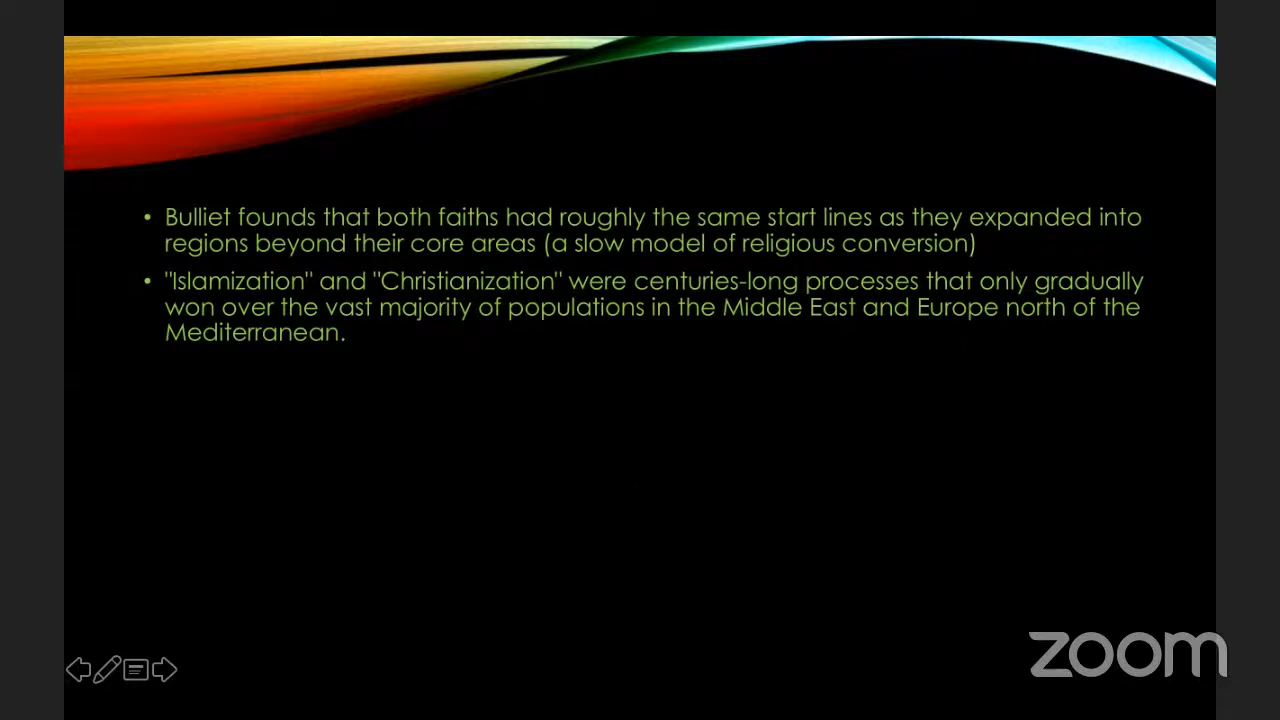 • Bulliet founds that both faiths had roughly the same start lines as they expanded into
regions beyond their core areas (a slow model of religious conversion)
• "Islamization" and "Christianization" were centuries-long processes that only gradually
won over the vast majority of populations in the Middle East and Europe north of the
Mediterranean.
zoom